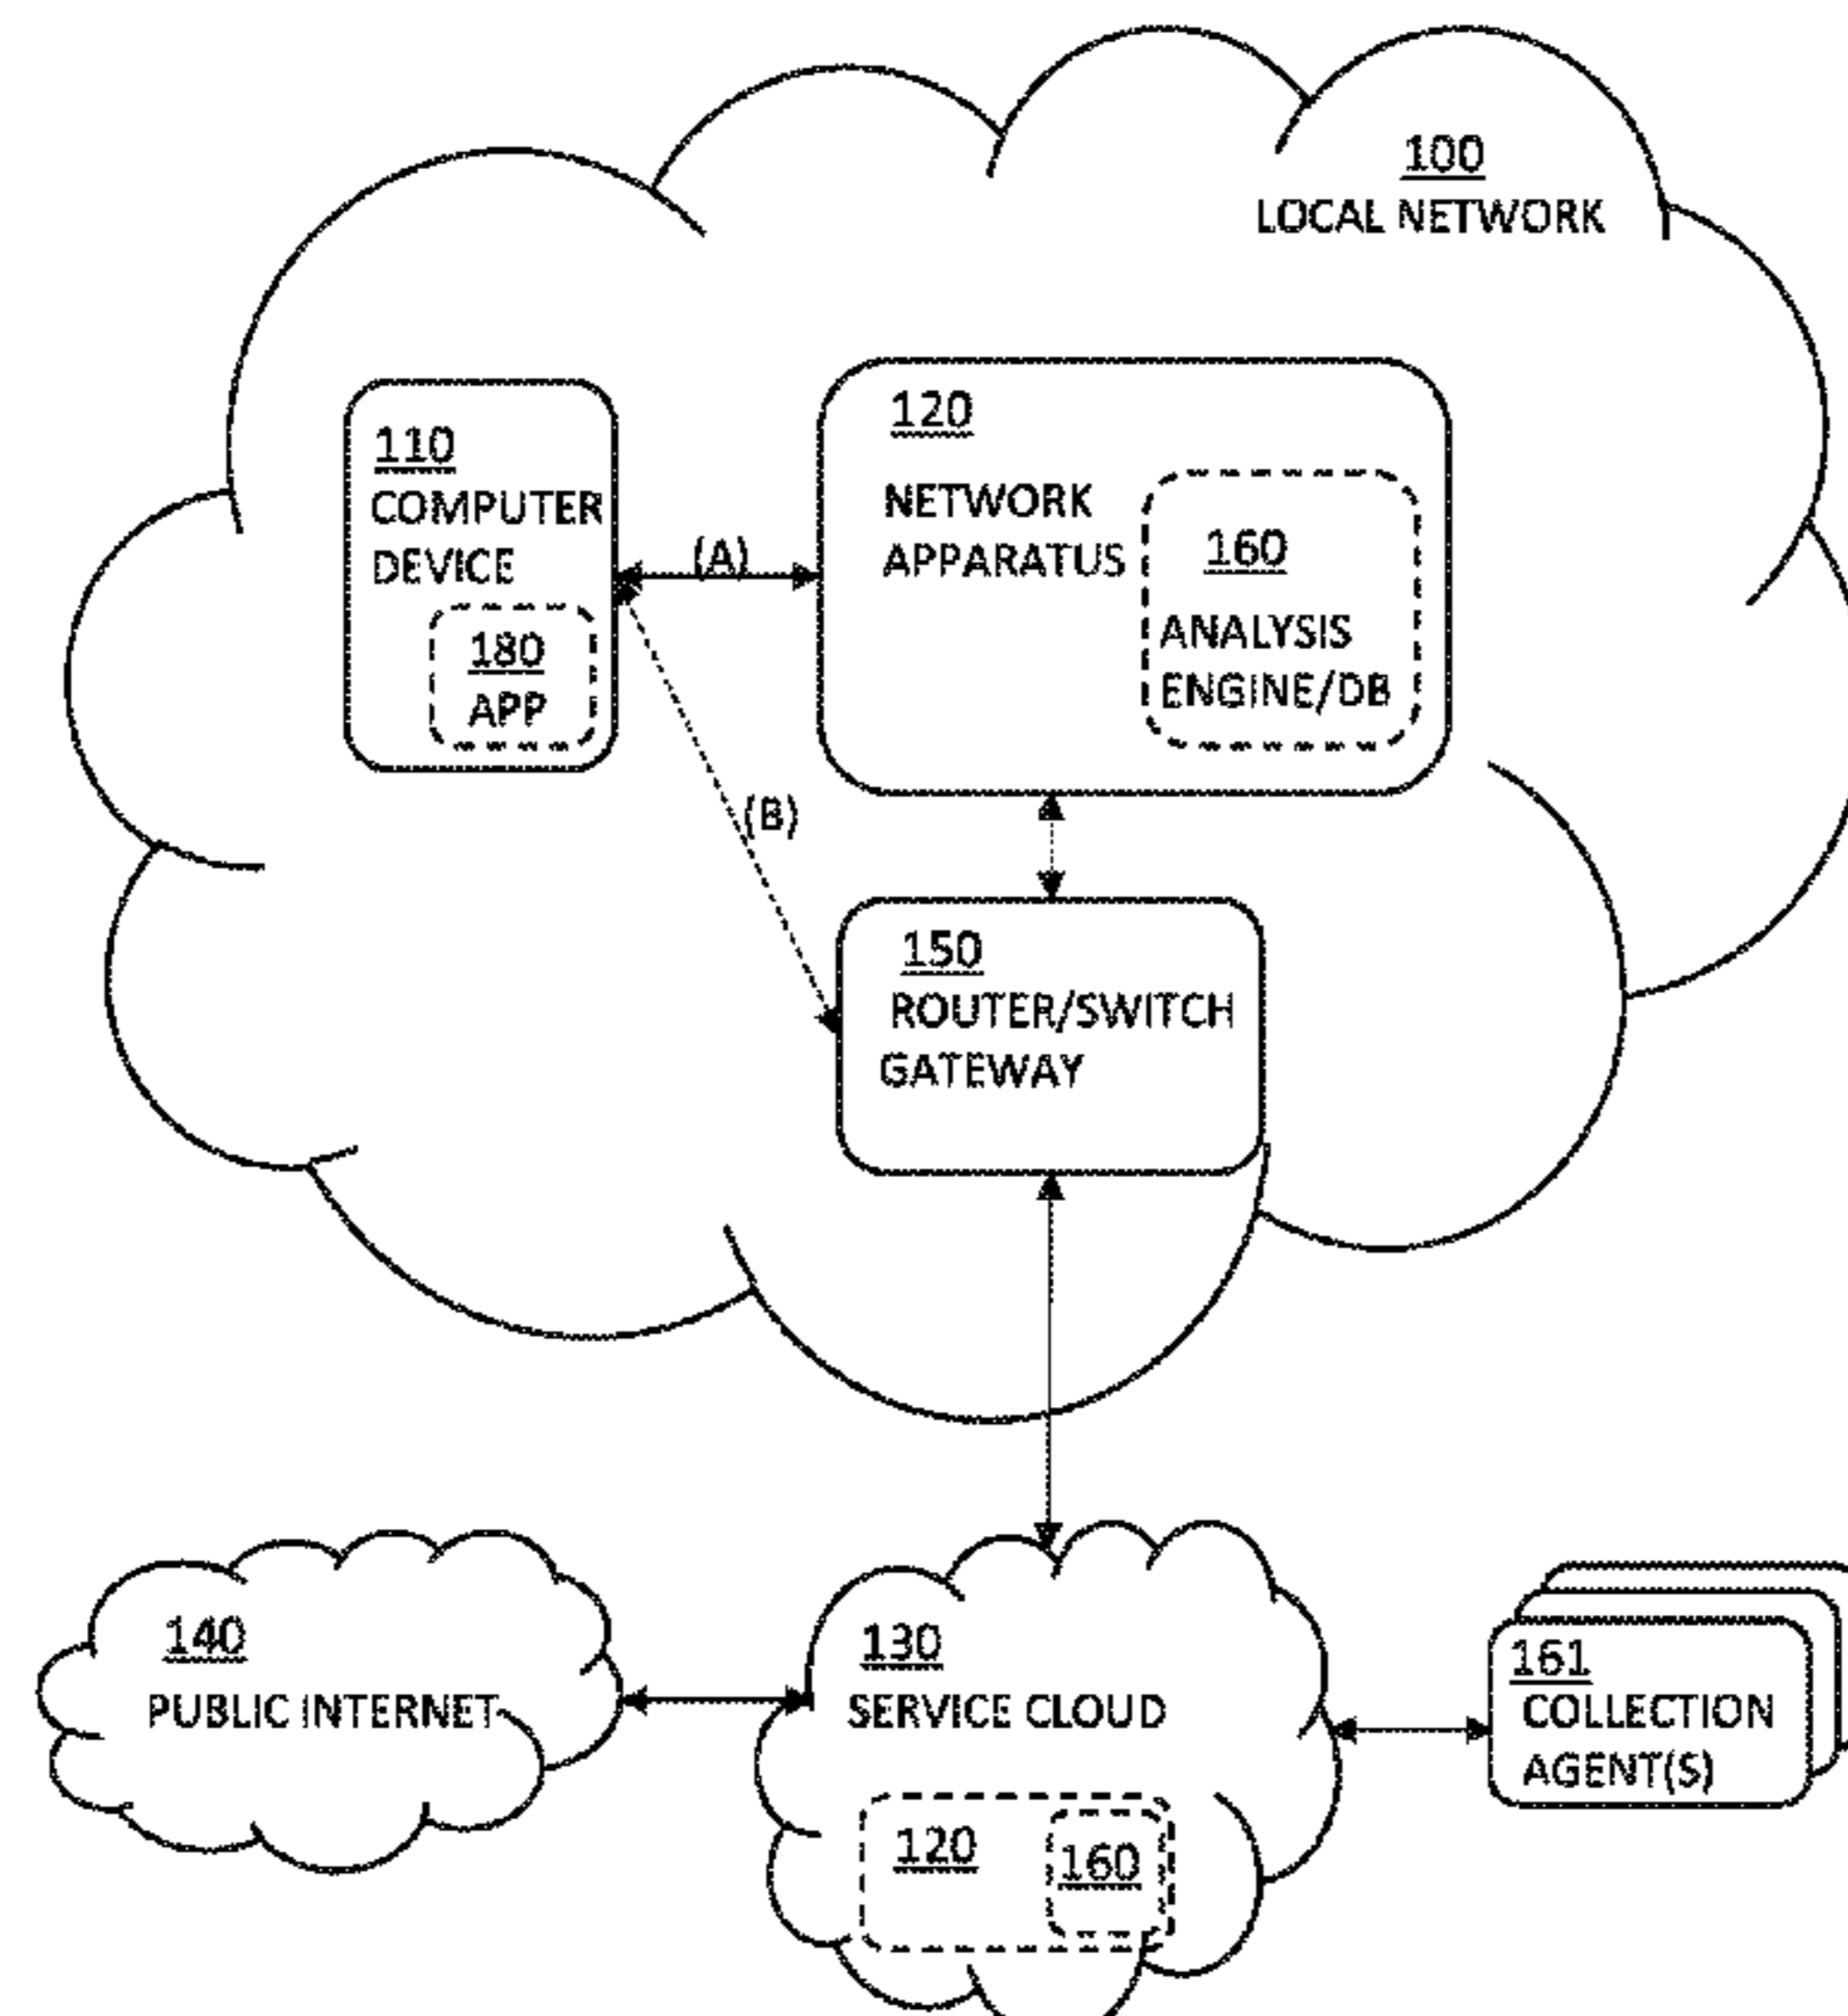 100
LOCAL NETWORK
110
COMPUTER
DEVICE
180
APP
(A)
120
NETWORK
APPARATUS
160
ANALYSIS
ENGINE/DB
(B)
150
ROUTER/SWITCH
GATEWAY
140
PUBLIC INTERNET
130
SERVICE CLOUD
120
160
161
COLLECTION
AGENT(S)